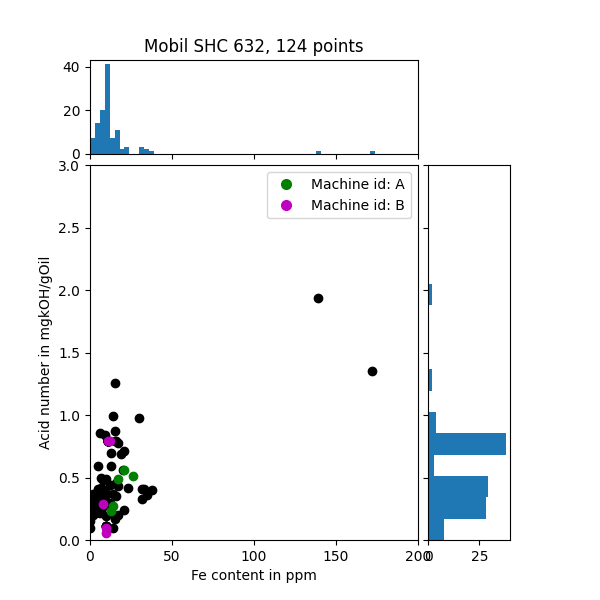 Mobil SHC 632, 124 points
40
20
0
3.0
2.5
2.0
1.5
1.0
0.5
0.0
Acid number in mgkOH/gOil
Machine id: A
Machine id: B
0 50 100 150 200
0 25
Fe content in ppm